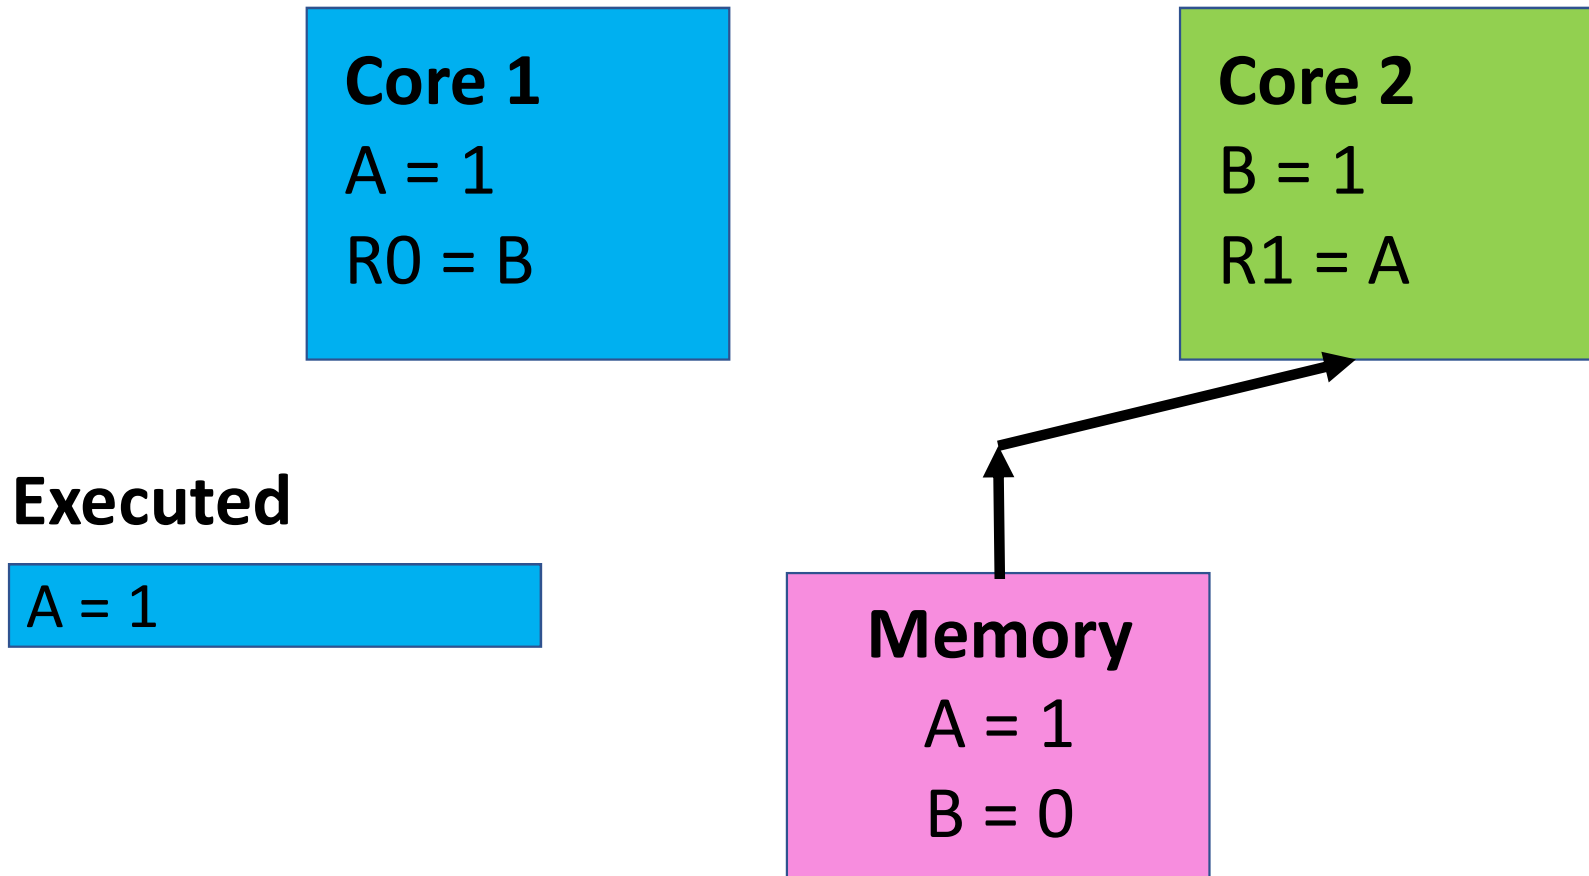 Core 1
A = 1
R0 = B
Core 2
B = 1
R1 = A
Executed
A = 1
Memory
A = 1
B = 0